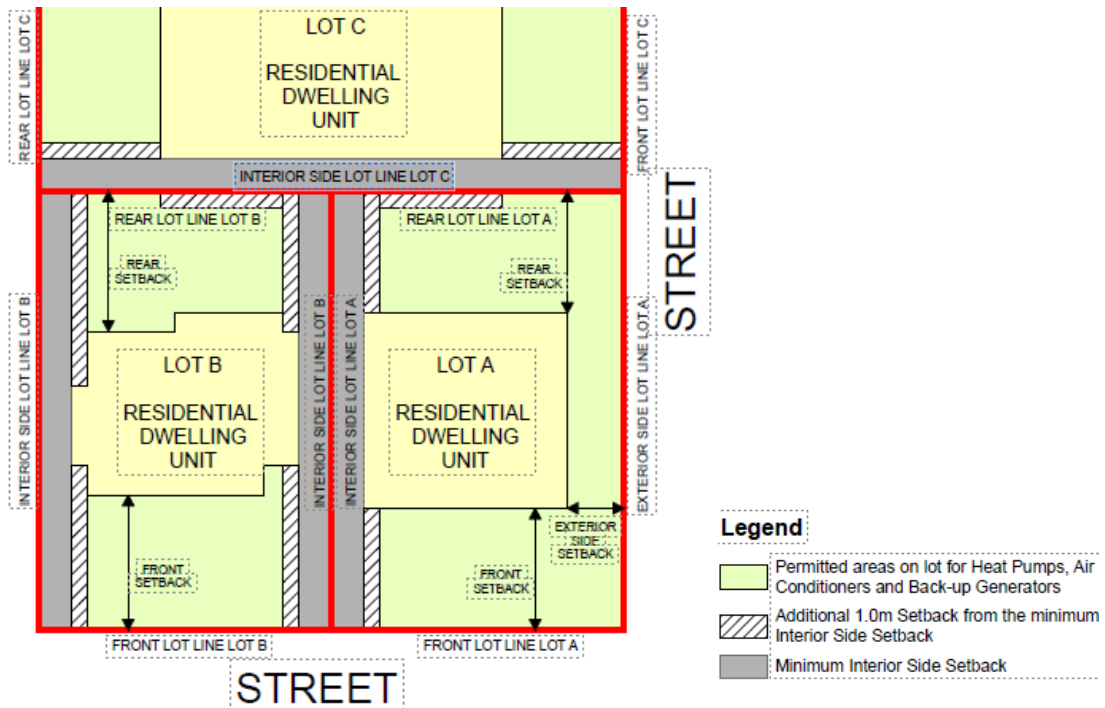 REAR LOT LINE LOT C
LOT C
RESIDENTIAL
DWELLING
UNIT
FRONT LOT LINE LOT C
INTERIOR SIDE LOT LINE LOT C
REAR LOT LINE LOT B
REAR LOT LINE LOT A
STREET
REAR
SETBACK
REAR
SETBACK
INTERIOR SIDE LOT LINE LOT B
INTERIOR SIDE LOT LINE LOT B
INTERIOR SIDE LOT LINE LOT A
EXTERIOR SIDE LOT LINE LOT A
LOT B
RESIDENTIAL
DWELLING
UNIT
LOT A
RESIDENTIAL
DWELLING
UNIT
FRONT
SETBACK
FRONT
SETBACK
EXTERIOR
SIDE
SETBACK
FRONT LOT LINE LOT B
FRONT LOT LINE LOT A
STREET
Legend
Permitted areas on lot for Heat Pumps, Air
Conditioners and Back-up Generators
Additional 1.0m Setback from the minimum
Interior Side Setback
Minimum Interior Side Setback